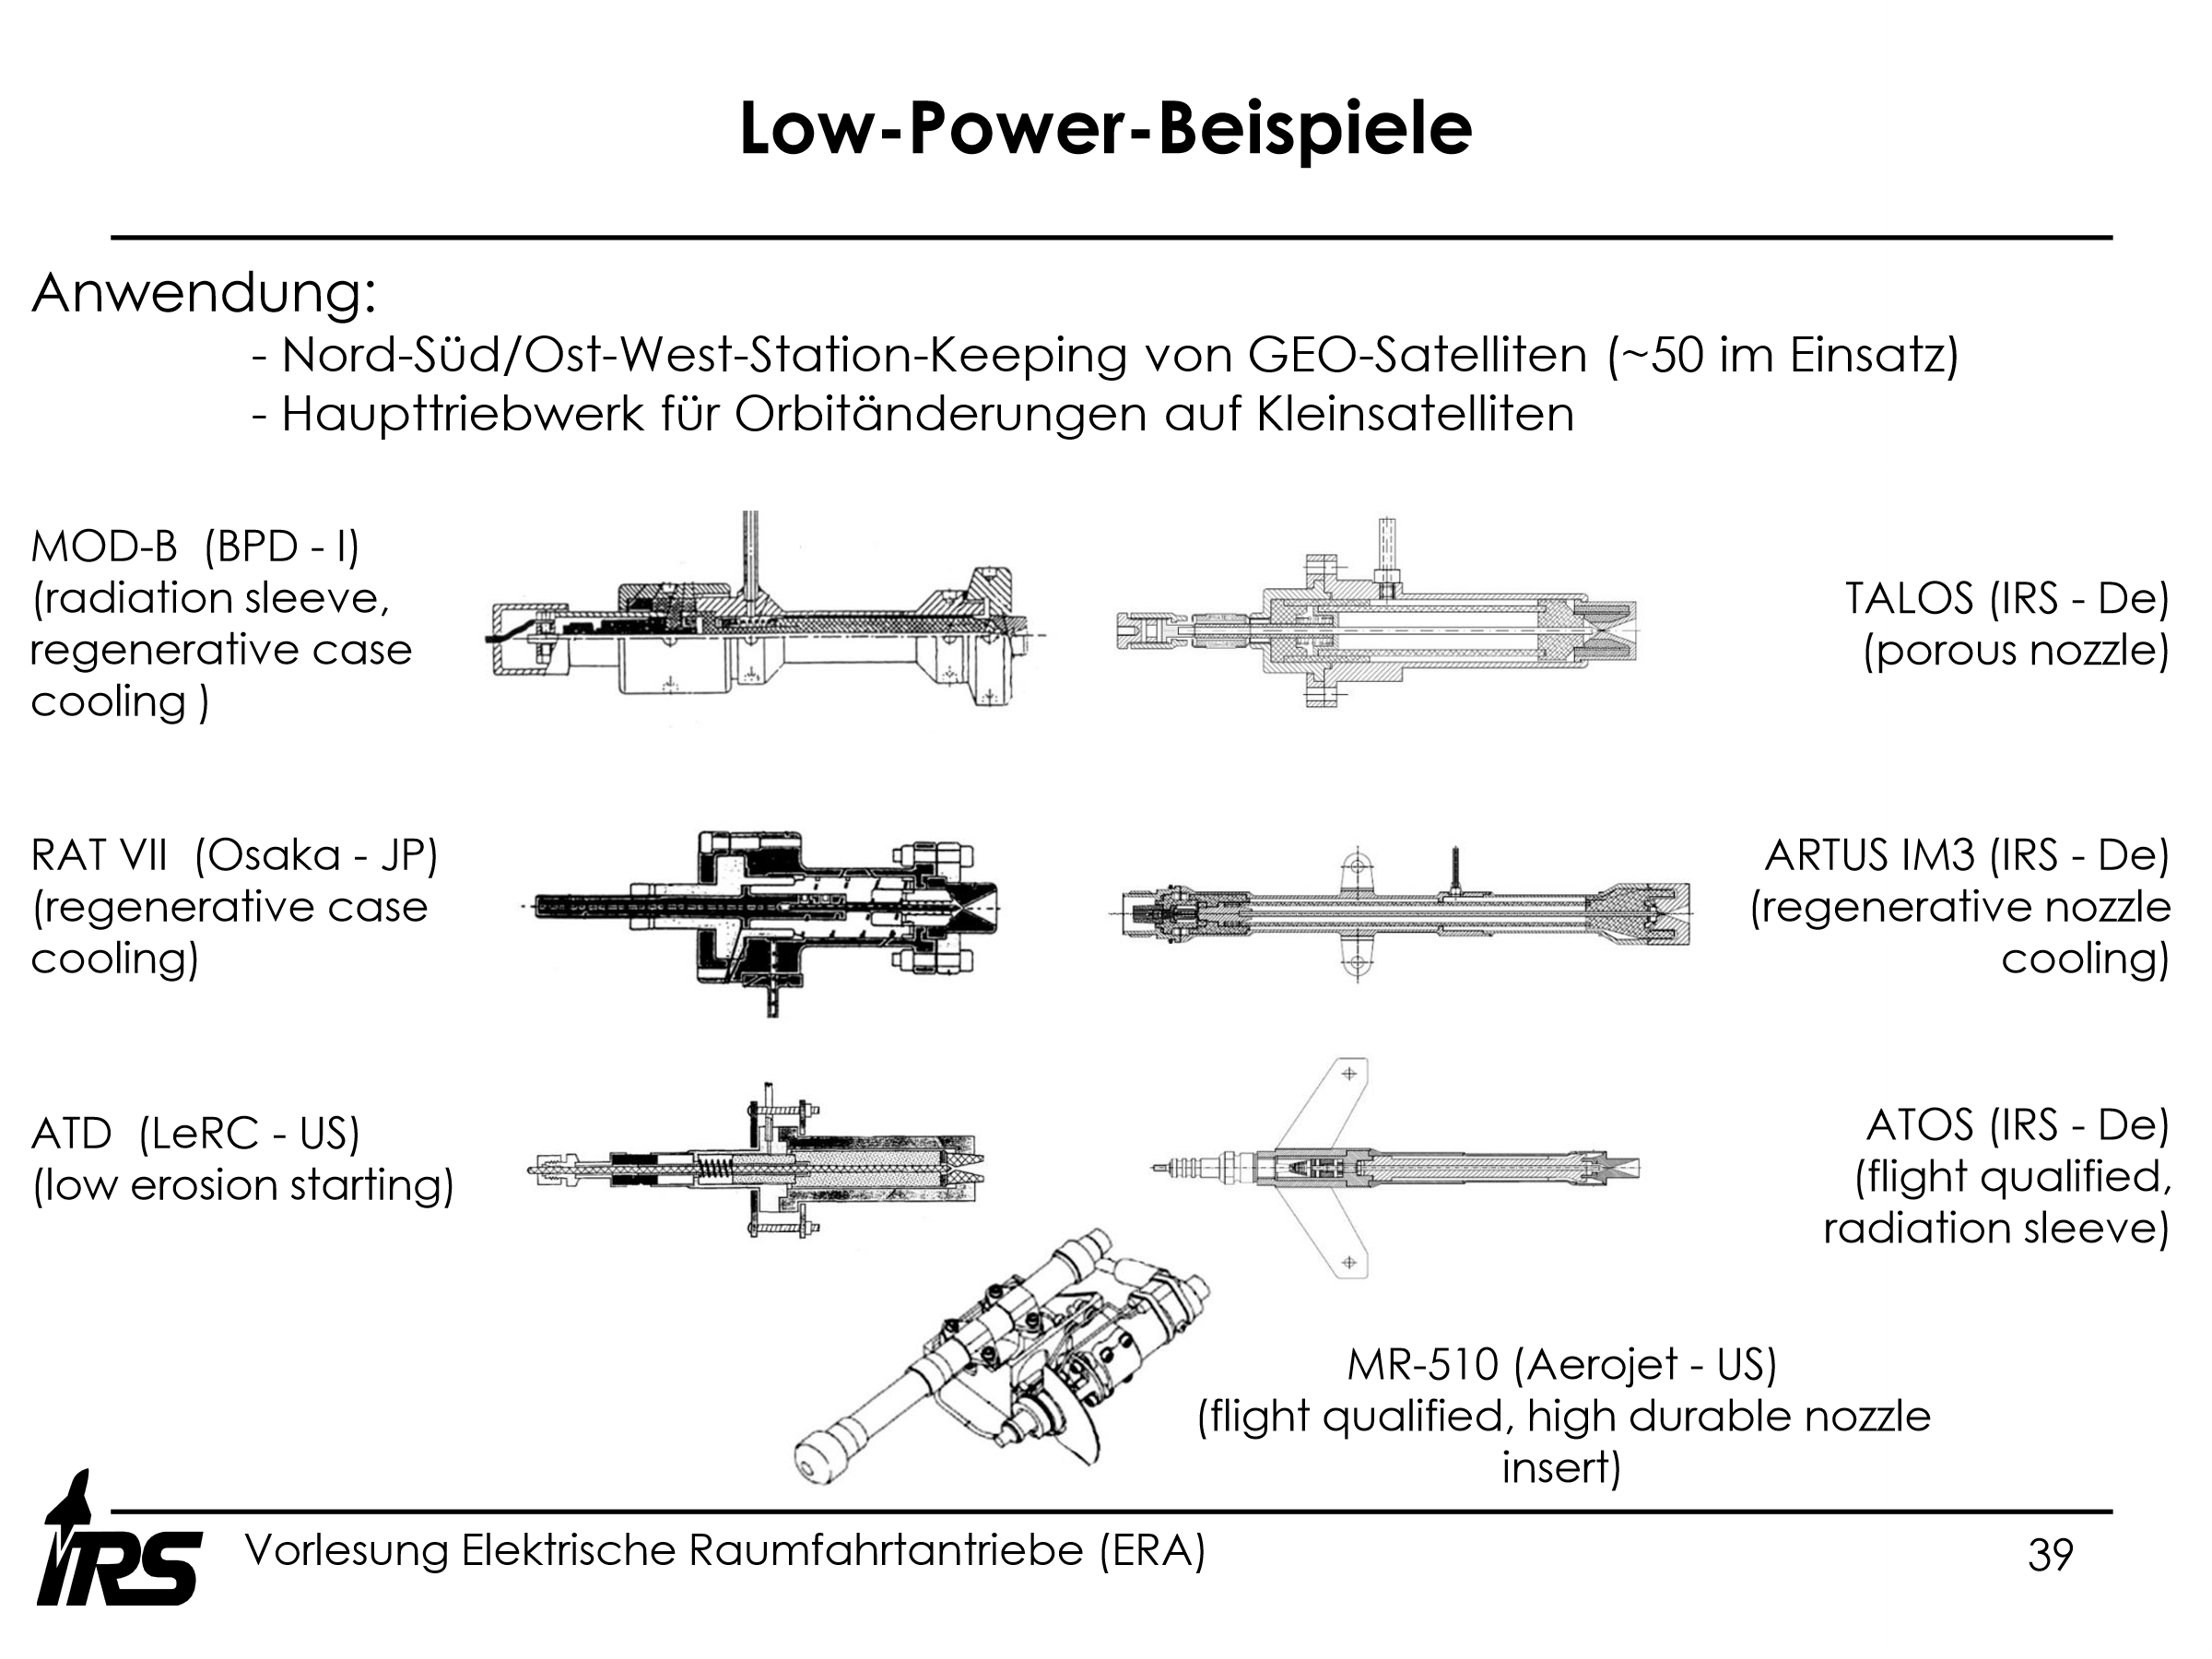 Low-Power-Beispiele
Anwendung:
- Nord-Süd/Ost-West-Station-Keeping von GEO-Satelliten (~50 im Einsatz)
- Haupttriebwerk für Orbitänderungen auf Kleinsatelliten
MOD-B (BPD - I)
(radiation sleeve,
regenerative case
cooling )
TALOS (IRS - De)
(porous nozzle)
RAT VII (Osaka - JP)
(regenerative case
cooling)
ARTUS IM3 (IRS - De)
(regenerative nozzle
cooling)
ATD (LeRC - US)
(low erosion starting)
ATOS (IRS - De)
(flight qualified,
radiation sleeve)
MR-510 (Aerojet - US)
(flight qualified, high durable nozzle
insert)
IRS
Vorlesung Elektrische Raumfahrtantriebe (ERA)
39